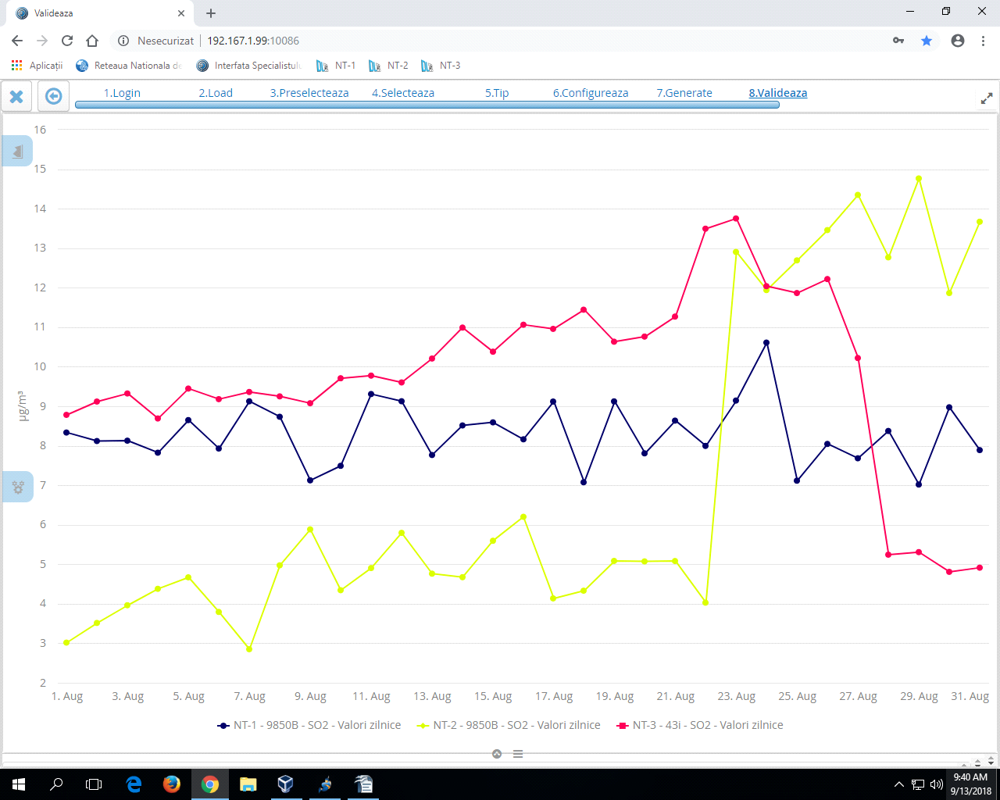 Valideaza
Nesecurizat 192.167.1.99:10086
Aplicații Reteaua Nationala de Interfata Specialistulu NT-1 NT-2 NT-3
1.Login 2.Load 3.Preselecteaza 4.Selecteaza 5.Tip 6.Configureaza 7.Generate 8.Valideaza
16
15
14
13
12
11
10
9
8
7
6
5
4
3
2
µg/m³
1. Aug 3. Aug 5. Aug 7. Aug 9. Aug 11. Aug 13. Aug 15. Aug 17. Aug 19. Aug 21. Aug 23. Aug 25. Aug 27. Aug 29. Aug 31. Aug
NT-1 - 9850B - SO2 - Valori zilnice NT-2 - 9850B - SO2 - Valori zilnice NT-3 - 43i - SO2 - Valori zilnice
9:40 AM
9/13/2018